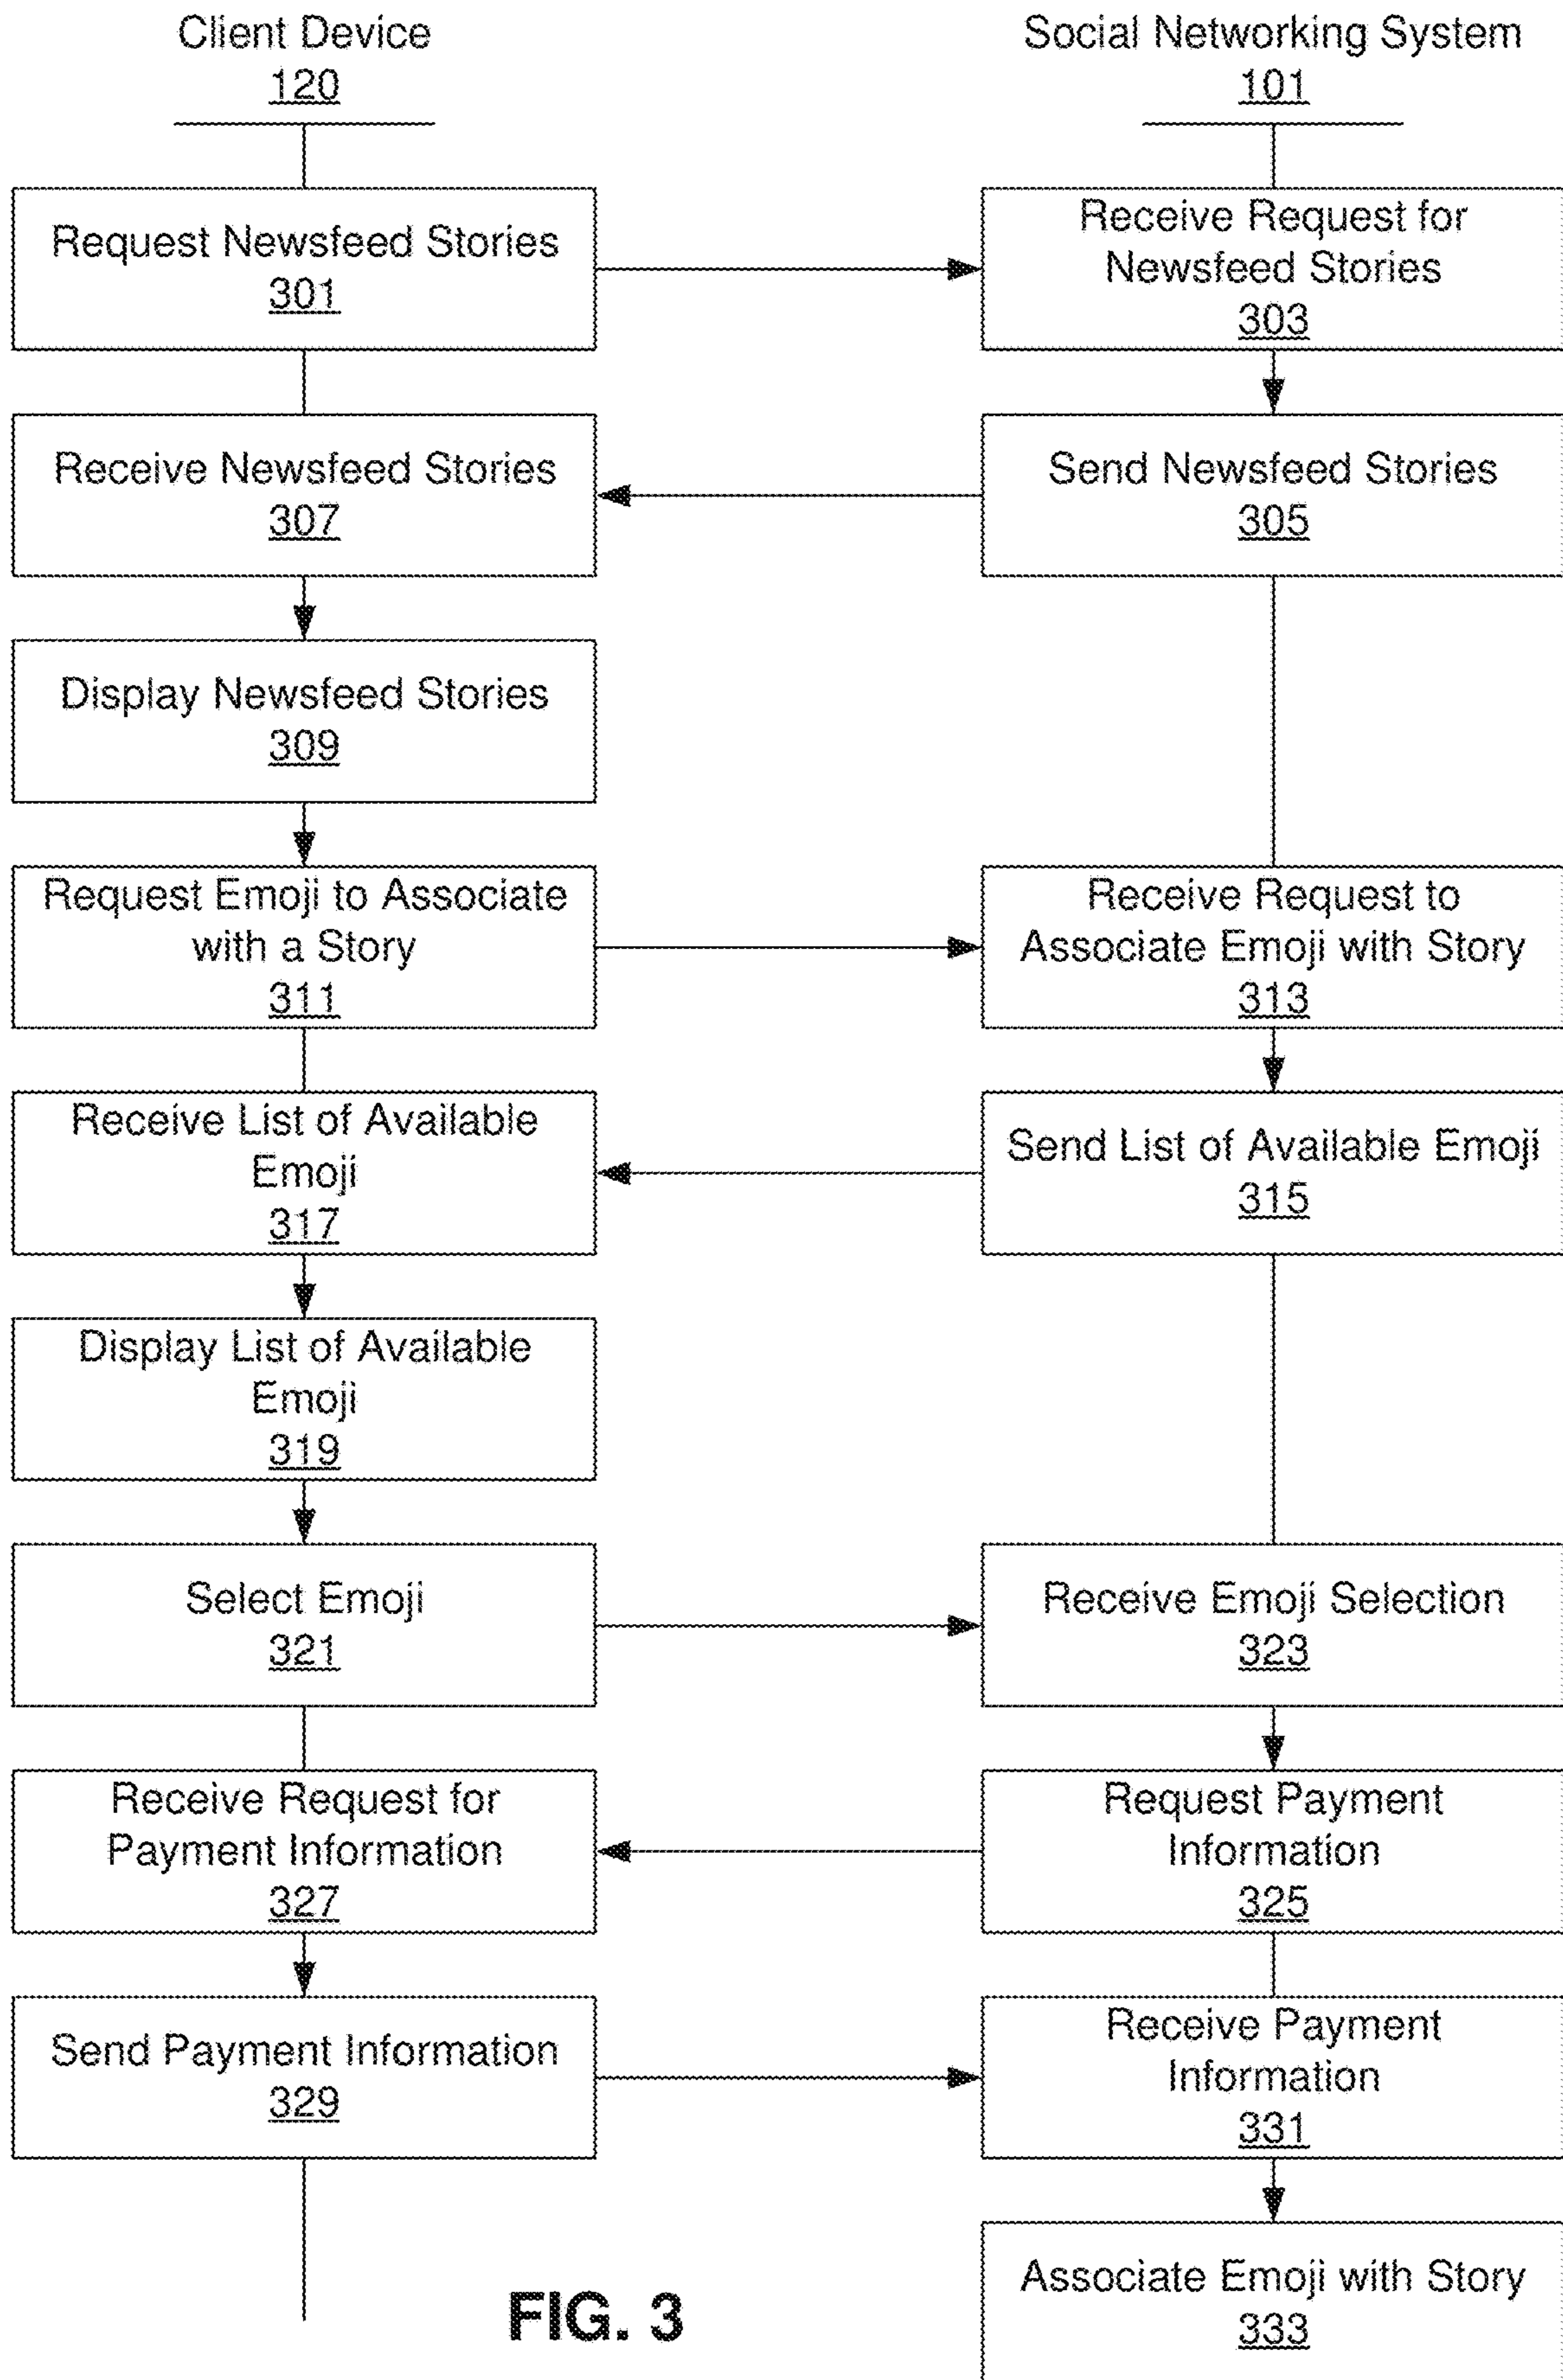 Client Device
120
Social Networking System
101
Request Newsfeed Stories
301
Receive Request for
Newsfeed Stories
303
Receive Newsfeed Stories
307
Send Newsfeed Stories
305
Display Newsfeed Stories
309
Request Emoji to Associate
with a Story
311
Receive Request to
Associate Emoji with Story
313
Receive List of Available
Emoji
317
Send List of Available Emoji
315
Display List of Available
Emoji
319
Select Emoji
321
Receive Emoji Selection
323
Receive Request for
Payment Information
327
Request Payment
Information
325
Send Payment Information
329
Receive Payment
Information
331
Associate Emoji with Story
333
FIG. 3